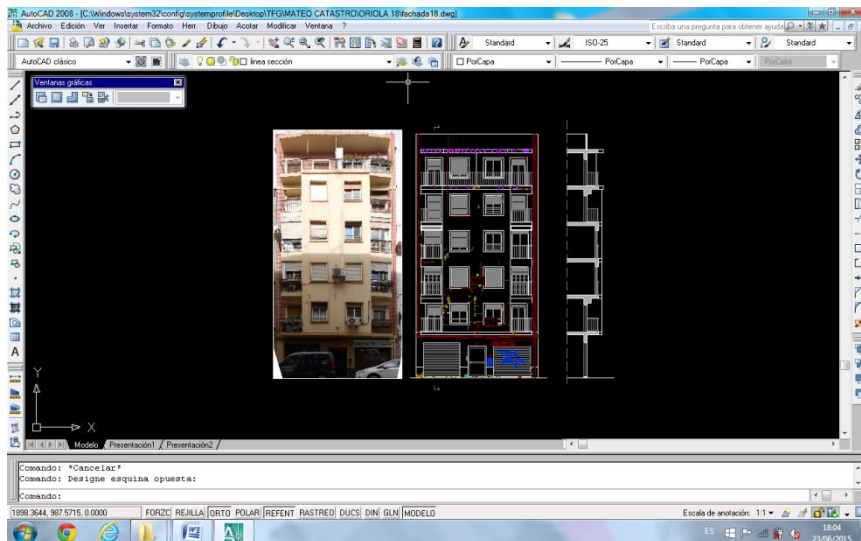 AutoCAD 2008 - [C:\Windows\system32\config\systemprofile\Desktop\TFG\MATEO CATASTRO\ORIOLA 18\fachada18.dwg]
Archivo Edición Ver Insertar Formato Herr. Dibujo Acotar Modificar Ventana ? Escriba una pregunta para obtener ayuda
Standard ISO-25 Standard Standard
AutoCAD clásico linea sección PorCapa PorCapa PorCapa PorColor
Ventanas gráficas
Y
X
Modelo Presentación1 Presentación2
Comando: *Cancelar*
Comando: Designe esquina opuesta:
Comando:
1898.3644, 987.5715, 0.0000 FORZC REJILLA ORTO POLAR REFENT RASTREO DUCS DIN GLN MODELO Escala de anotación: 1:1
ES 18:04
23/06/2015